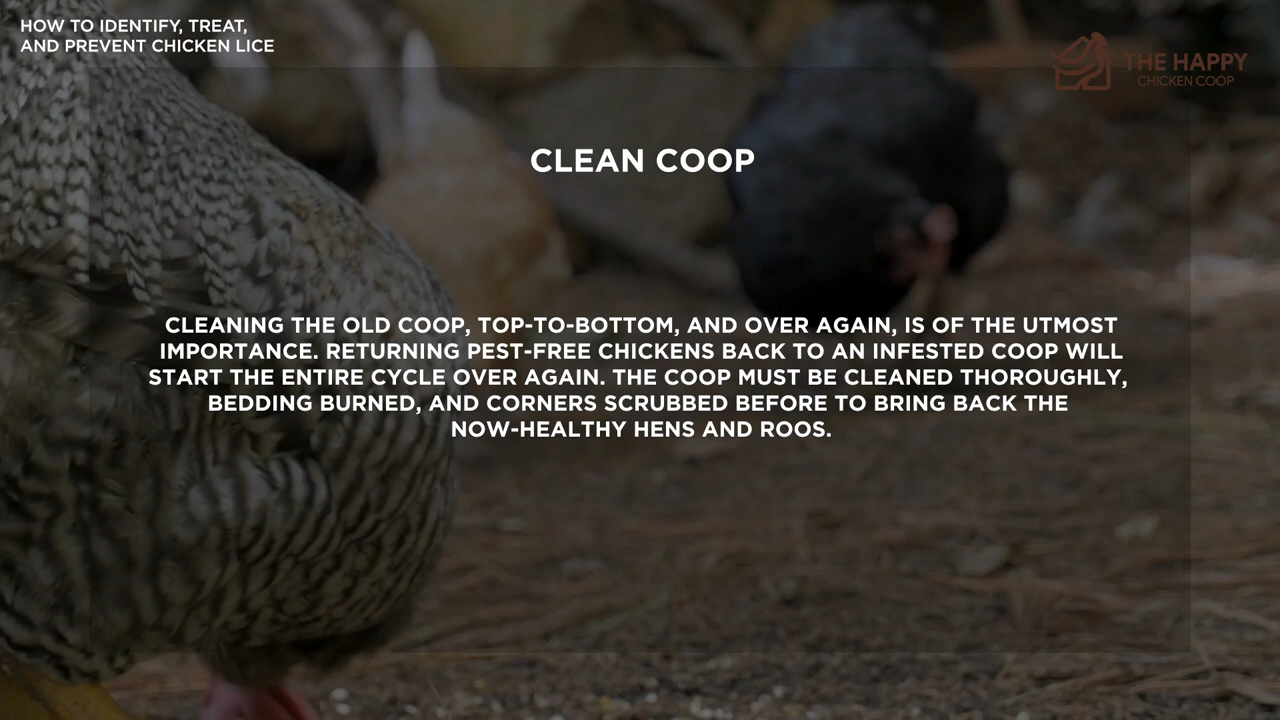 HOW TO IDENTIFY, TREAT,
AND PREVENT CHICKEN LICE
THE HAPPY
CHICKEN COOP
CLEAN COOP
CLEANING THE OLD COOP, TOP-TO-BOTTOM, AND OVER AGAIN, IS OF THE UTMOST
IMPORTANCE. RETURNING PEST-FREE CHICKENS BACK TO AN INFESTED COOP WILL
START THE ENTIRE CYCLE OVER AGAIN. THE COOP MUST BE CLEANED THOROUGHLY,
BEDDING BURNED, AND CORNERS SCRUBBED BEFORE TO BRING BACK THE
NOW-HEALTHY HENS AND ROOS.